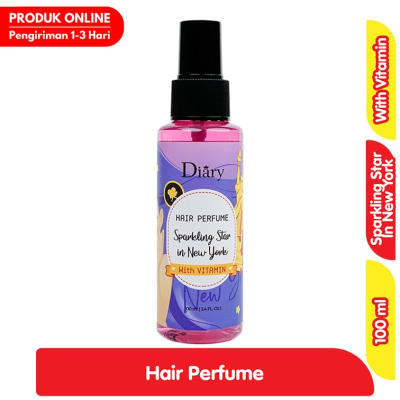 PRODUK ONLINE
Pengiriman 1-3 Hari
With Vitamin
Sparkling Star
In New York
100 ml
Diary
HAIR PERFUME
Sparkling Star
in New York
With VITAMIN
New
Hair Perfume